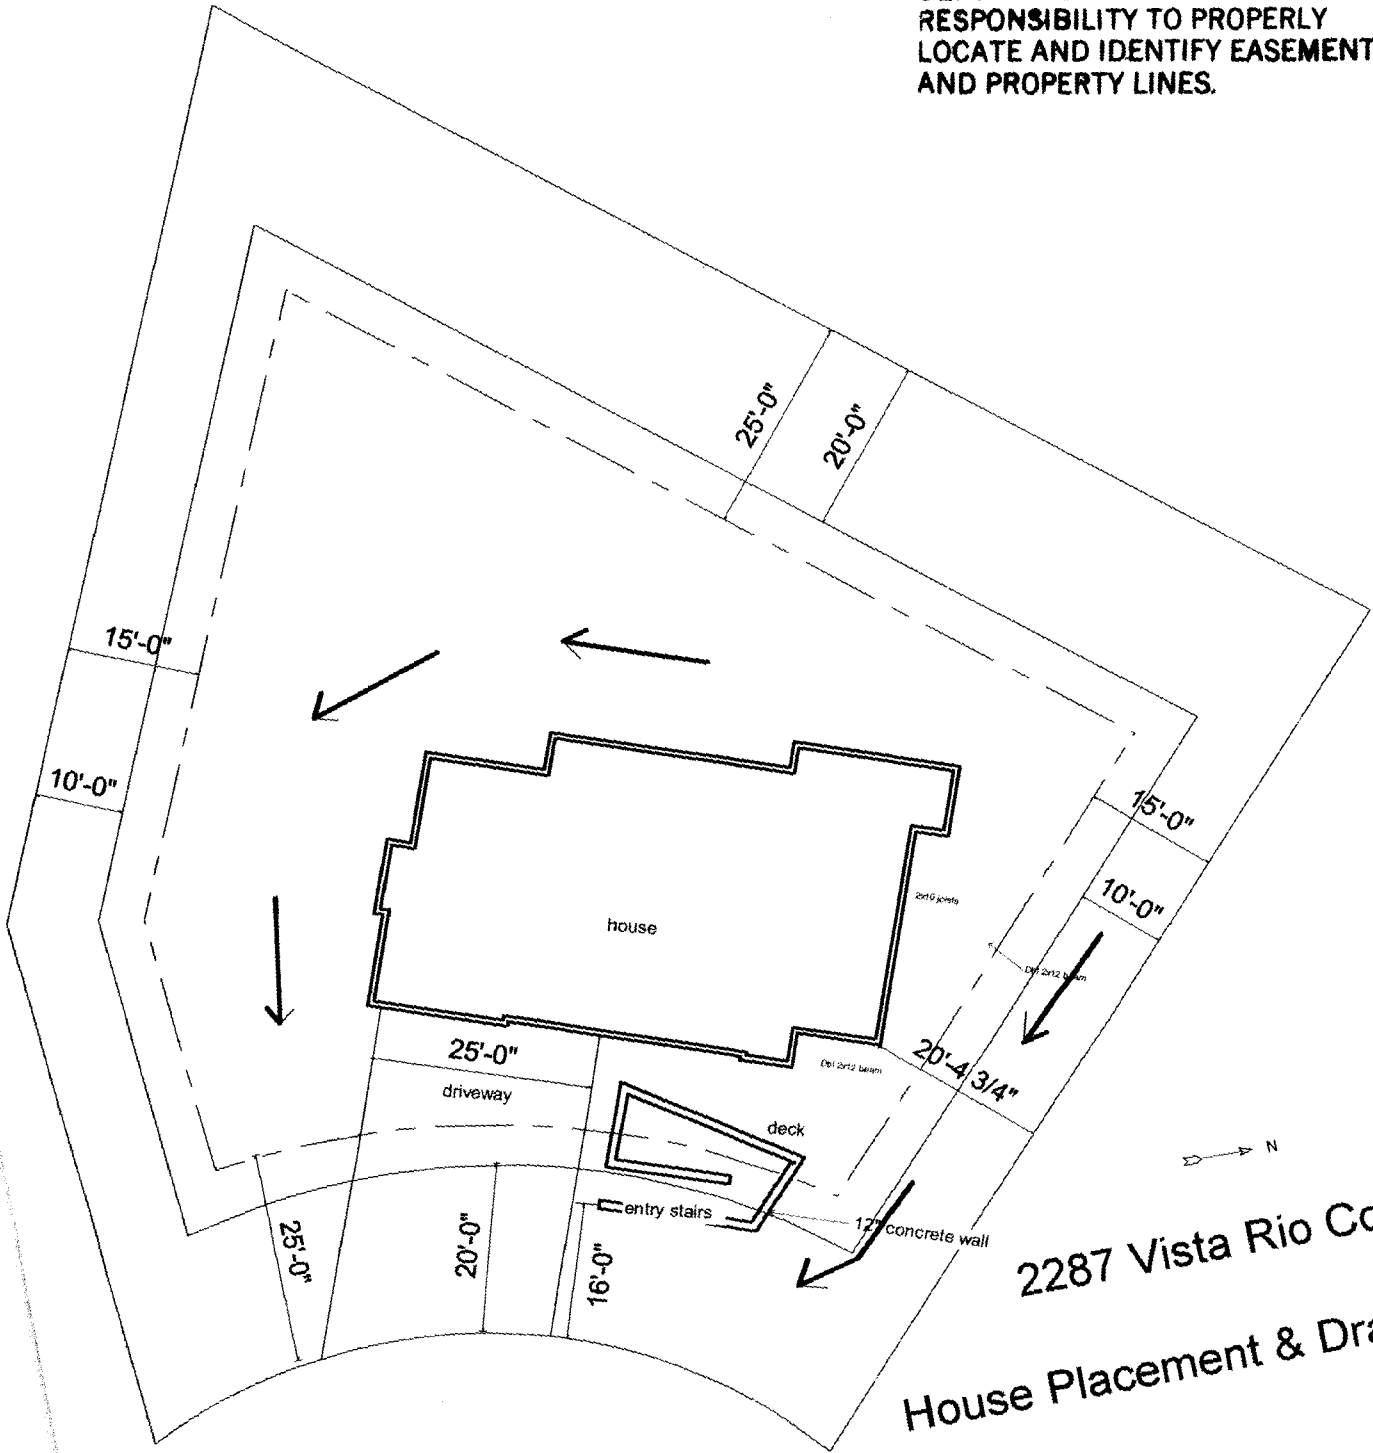 RESPONSIBILITY TO PROPERLY
LOCATE AND IDENTIFY EASEMENT
AND PROPERTY LINES.
25'-0"
20'-0"
15'-0"
10'-0"
15'-0"
10'-0"
2x10 joists
house
Dbl 2x12 beam
25'-0"
driveway
Dbl 2x12 beam
20'-4 3/4"
deck
N
entry stairs
12" concrete wall
25'-0"
20'-0"
16'-0"
2287 Vista Rio
House Placement &